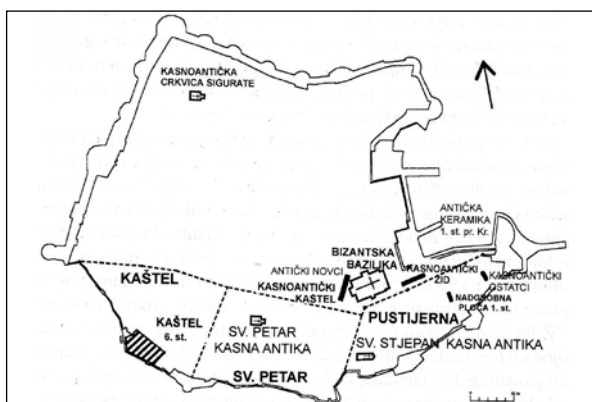 KASNOANTIČKA
CRKVICA SIGURATE
ANTIČKA
KERAMIKA
1. st. pr. Kr.
BIZANTSKA
BAZILIKA
ANTIČKI NOVCI
KASNOANTIČKI
KAŠTEL
KASNOANTIČKI
ŽID
KASNOANTIČKI
OSTATCI
NADGROBNA
PLOČA 1. st.
KAŠTEL
PUSTIJERNA
KAŠTEL
6. st.
SV. PETAR
KASNA ANTIKA
SV. STJEPAN KASNA ANTIKA
SV. PETAR